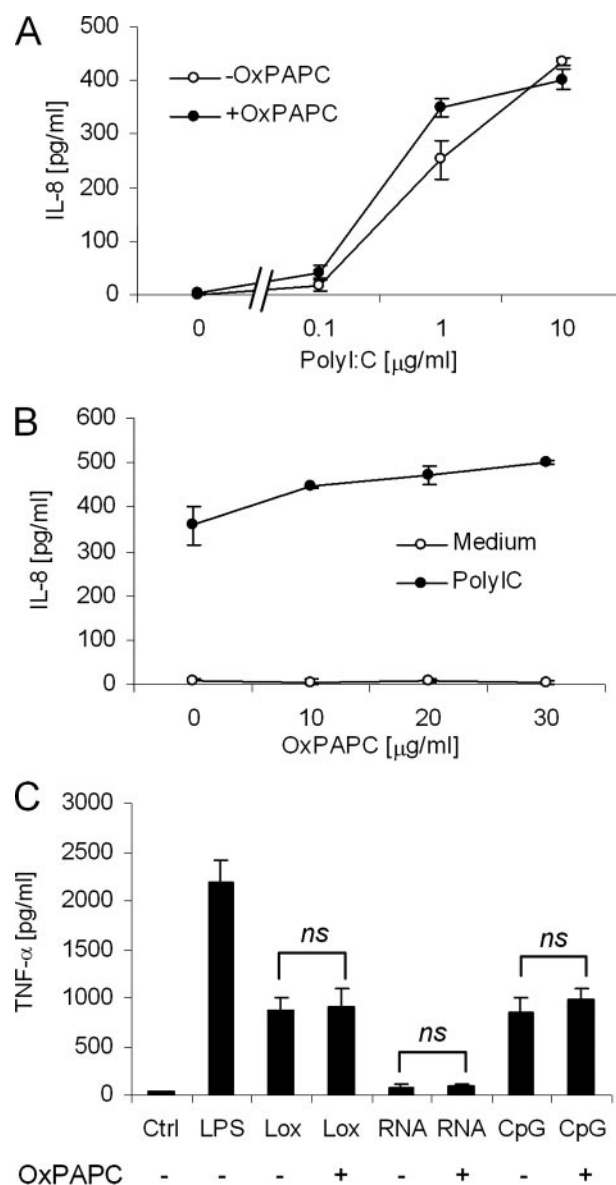 A
500
400
300
200
100
0
IL-8 [pg/ml]
-OxPAPC
+OxPAPC
0 0.1 1 10
PolyI:C [µg/ml]
B
600
500
400
300
200
100
0
IL-8 [pg/ml]
Medium
PolyIC
0 10 20 30
OxPAPC [µg/ml]
C
3000
2500
2000
1500
1000
500
0
TNF-α [pg/ml]
ns
ns
ns
Ctrl LPS Lox Lox RNA RNA CpG CpG
OxPAPC - - - + - + - +